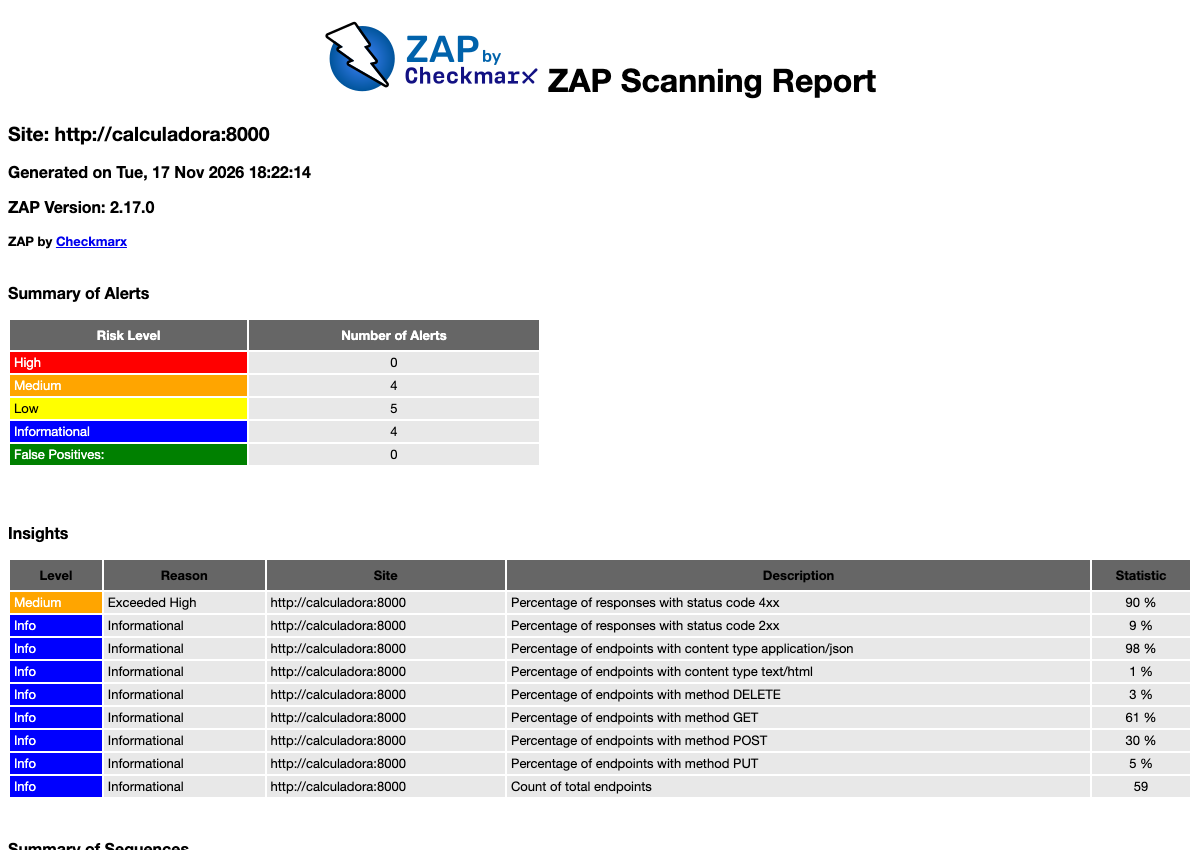 ZAP by
Checkmarx ZAP Scanning Report
Site: http://calculadora:8000
Generated on Tue, 17 Nov 2026 18:22:14
ZAP Version: 2.17.0
ZAP by Checkmarx
Summary of Alerts
Risk Level Number of Alerts
High 0
Medium 4
Low 5
Informational 4
False Positives: 0
Insights
Level Reason Site Description Statistic
Medium Exceeded High http://calculadora:8000 Percentage of responses with status code 4xx 90 %
Info Informational http://calculadora:8000 Percentage of responses with status code 2xx 9 %
Info Informational http://calculadora:8000 Percentage of endpoints with content type application/json 98 %
Info Informational http://calculadora:8000 Percentage of endpoints with content type text/html 1 %
Info Informational http://calculadora:8000 Percentage of endpoints with method DELETE 3 %
Info Informational http://calculadora:8000 Percentage of endpoints with method GET 61 %
Info Informational http://calculadora:8000 Percentage of endpoints with method POST 30 %
Info Informational http://calculadora:8000 Percentage of endpoints with method PUT 5 %
Info Informational http://calculadora:8000 Count of total endpoints 59
Summary of Sequences